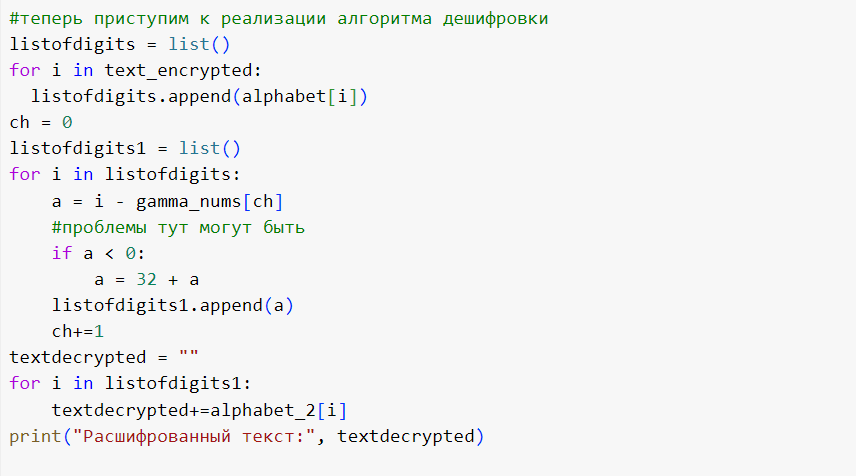 #теперь приступим к реализации алгоритма дешифровки
listofdigits = list()
for i in text_encrypted:
  listofdigits.append(alphabet[i])
ch = 0
listofdigits1 = list()
for i in listofdigits:
    a = i - gamma_nums[ch]
    #проблемы тут могут быть
    if a < 0:
        a = 32 + a
    listofdigits1.append(a)
    ch+=1
textdecrypted = ""
for i in listofdigits1:
    textdecrypted+=alphabet_2[i]
print("Расшифрованный текст:", textdecrypted)